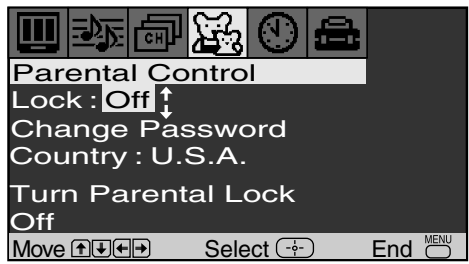 CH
Parental Control
Lock : Off
Change Password
Country : U.S.A.
Turn Parental Lock
Off
Move Select End MENU